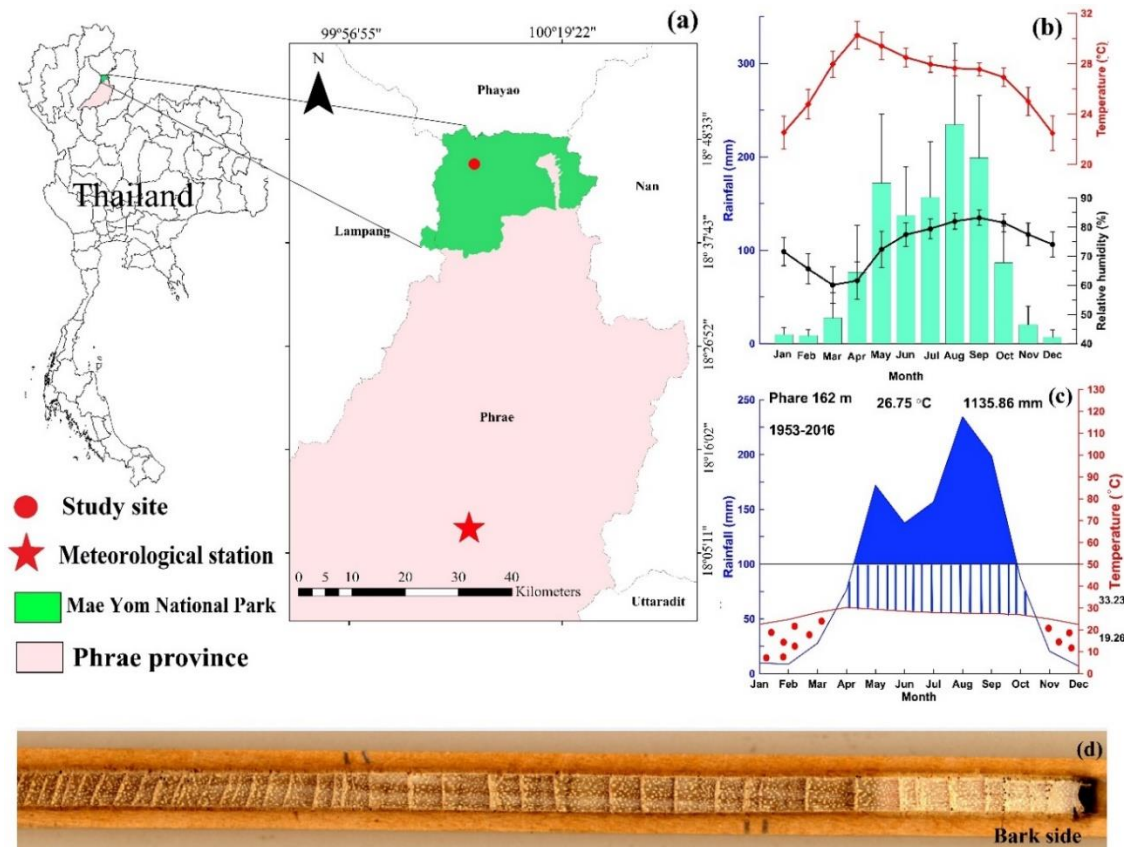 (a)
99°56'55"
100°19'22"
N
Phayao
18°48'33"
Nan
Thailand
Lampang
18°37'43"
18°26'52"
Phrae
18°16'02"
18°05'11"
Study site
Meteorological station
0 5 10 20 30 40
Kilometers
Uttaradit
Mae Yom National Park
Phrae province
(b)
Rainfall (mm)
350
300
250
200
150
100
50
0
Temperature (°C)
32
28
24
20
Relative humidity (%)
90
80
70
60
50
40
Jan Feb Mar Apr May Jun Jul Aug Sep Oct Nov Dec
Month
(c)
Phare 162 m 26.75 °C 1135.86 mm
1953-2016
Rainfall (mm)
250
200
150
100
50
0
Temperature (°C)
130
120
110
100
90
80
70
60
50
40
30
20
10
0
33.23
19.26
Jan Feb Mar Apr May Jun Jul Aug Sep Oct Nov Dec
Month
(d)
Bark side